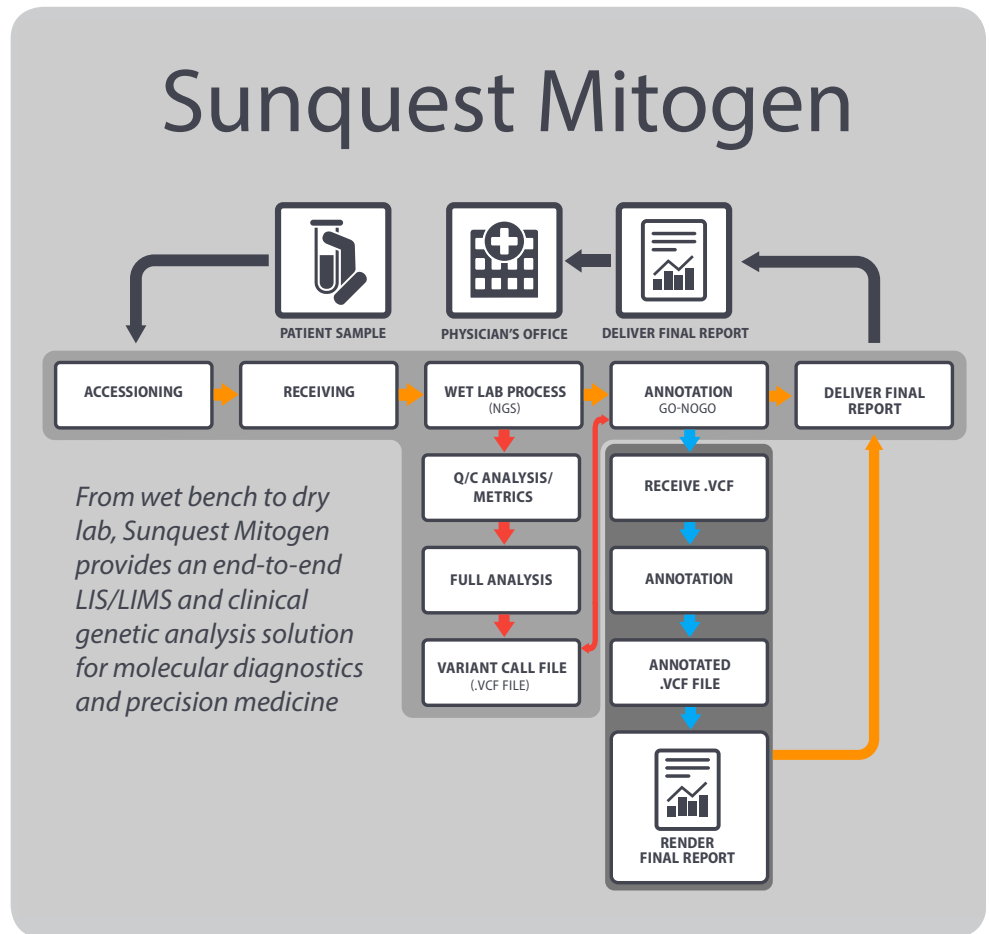 Sunquest Mitogen
PATIENT SAMPLE
PHYSICIAN'S OFFICE
DELIVER FINAL REPORT
ACCESSIONING
RECEIVING
WET LAB PROCESS
(NGS)
ANNOTATION
GO-NOGO
DELIVER FINAL
REPORT
Q/C ANALYSIS/
METRICS
FULL ANALYSIS
VARIANT CALL FILE
(.VCF FILE)
RECEIVE .VCF
ANNOTATION
ANNOTATED
.VCF FILE
RENDER
FINAL REPORT
From wet bench to dry
lab, Sunquest Mitogen
provides an end-to-end
LIS/LIMS and clinical
genetic analysis solution
for molecular diagnostics
and precision medicine